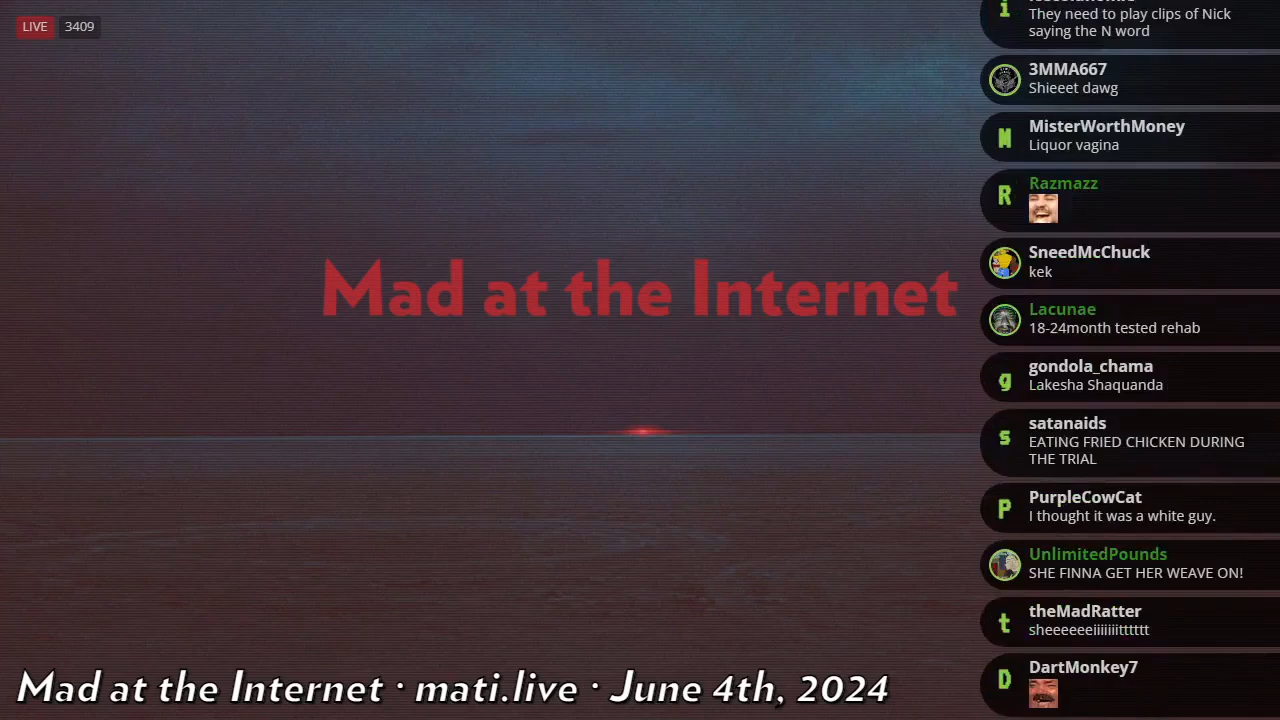 LIVE 3409
They need to play clips of Nick
saying the N word
3MMA667
Shieeet dawg
MisterWorthMoney
Liquor vagina
Razmazz
SneedMcChuck
kek
Lacunae
18-24month tested rehab
gondola_chama
Lakesha Shaquanda
satanaids
EATING FRIED CHICKEN DURING
THE TRIAL
PurpleCowCat
I thought it was a white guy.
UnlimitedPounds
SHE FINNA GET HER WEAVE ON!
theMadRatter
sheeeeeeiiiiiiitttttt
DartMonkey7
Mad at the Internet
Mad at the Internet · mati.live · June 4th, 2024